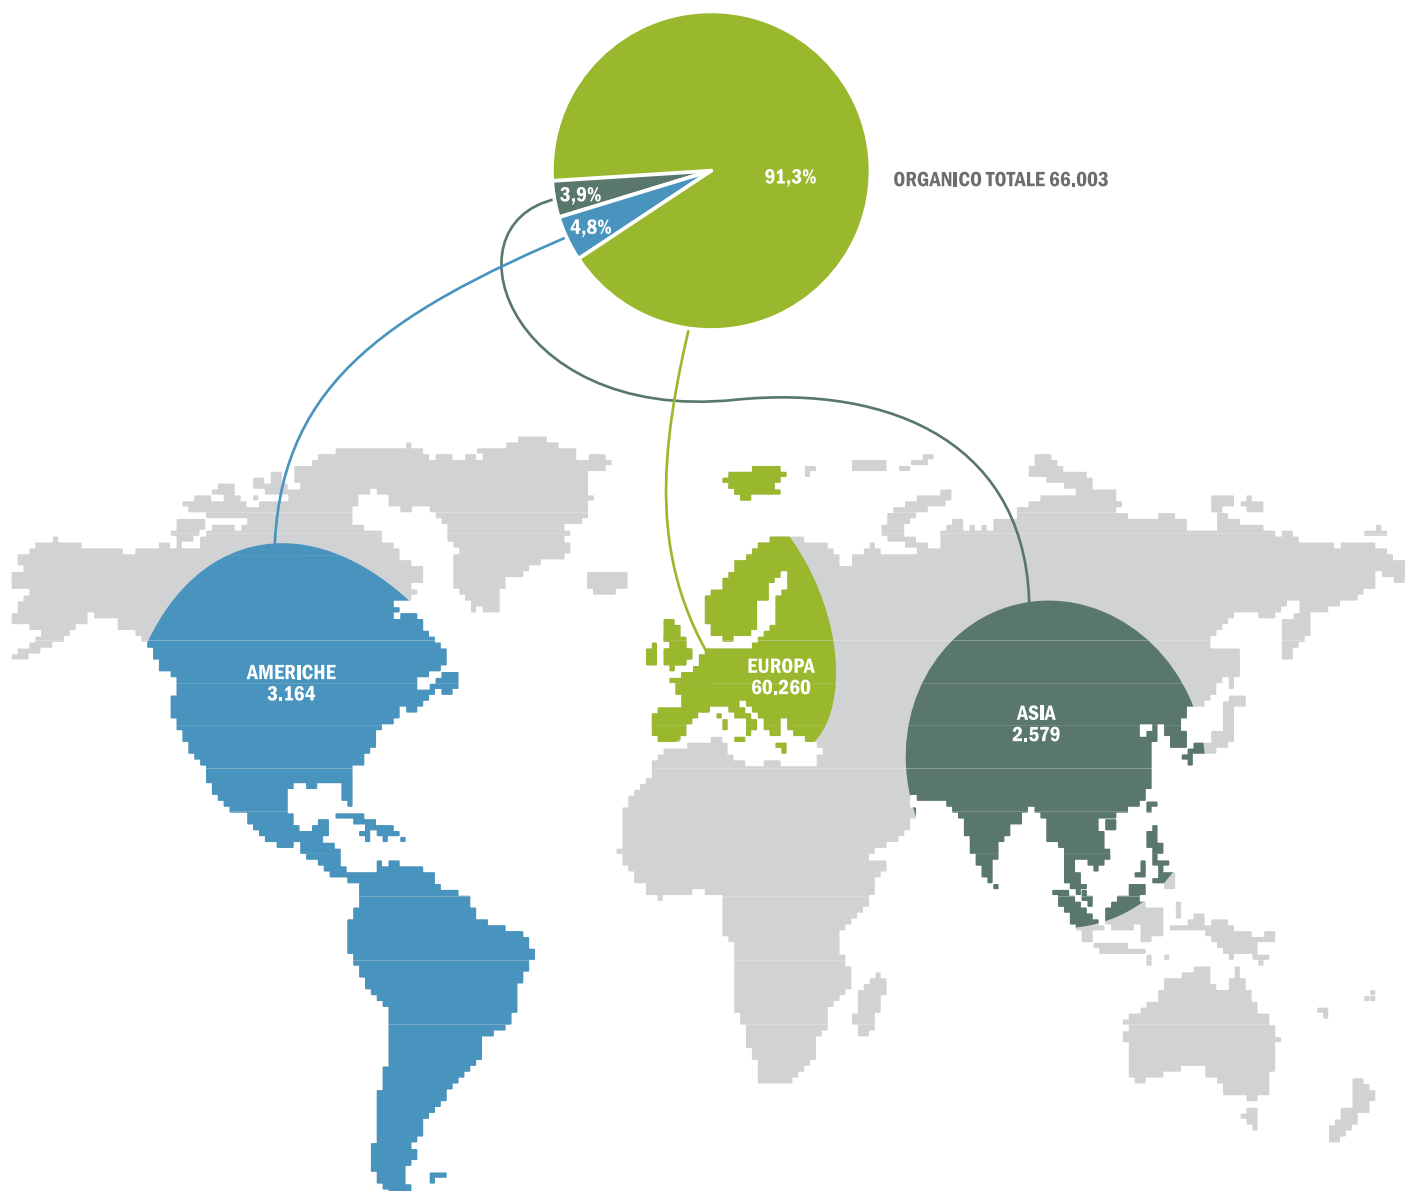 91,3%
ORGANICO TOTALE 66.003
3,9%
4,8%
AMERICHE
3.164
EUROPA
60.260
ASIA
2.579